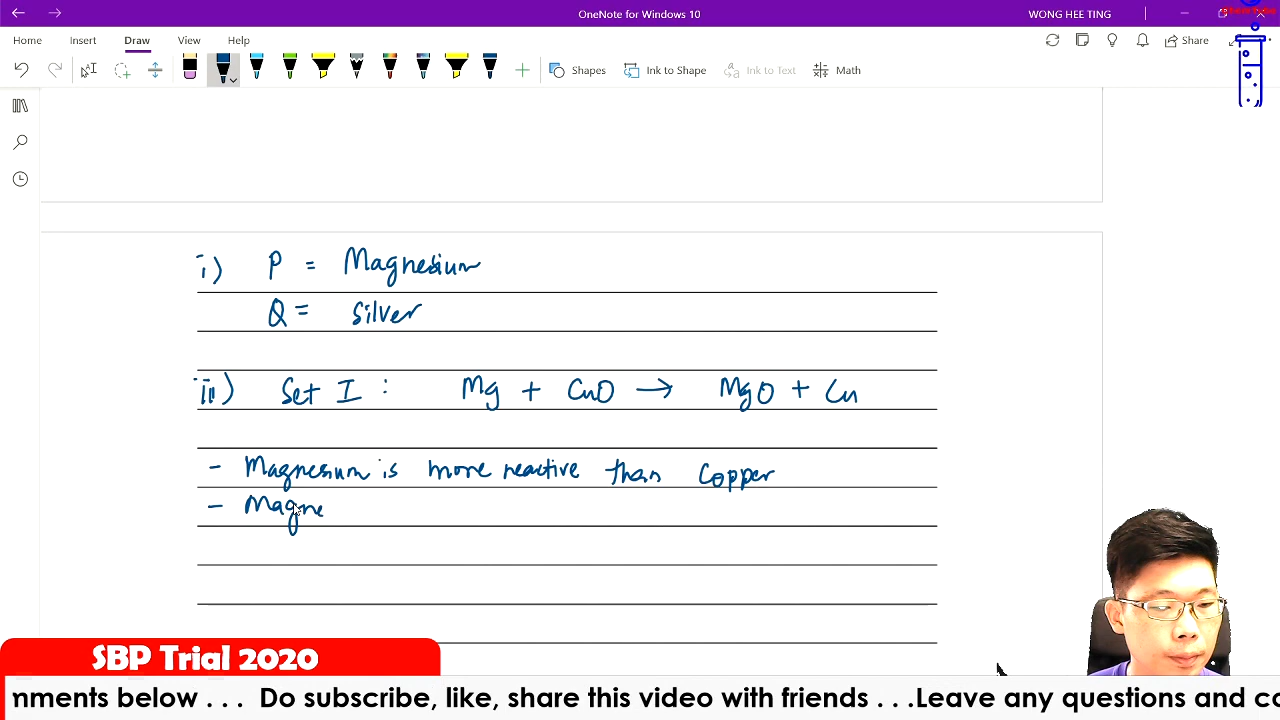 OneNote for Windows 10
WONG HEE TING
Home Insert Draw View Help
Share
Shapes Ink to Shape Ink to Text Math
i) P = Magnesium
Q = Silver
ii) Set I : Mg + CuO → MgO + Cu
- Magnesium is more reactive than Copper
- Magne
SBP Trial 2020
mments below . . . Do subscribe, like, share this video with friends . . .Leave any questions and co